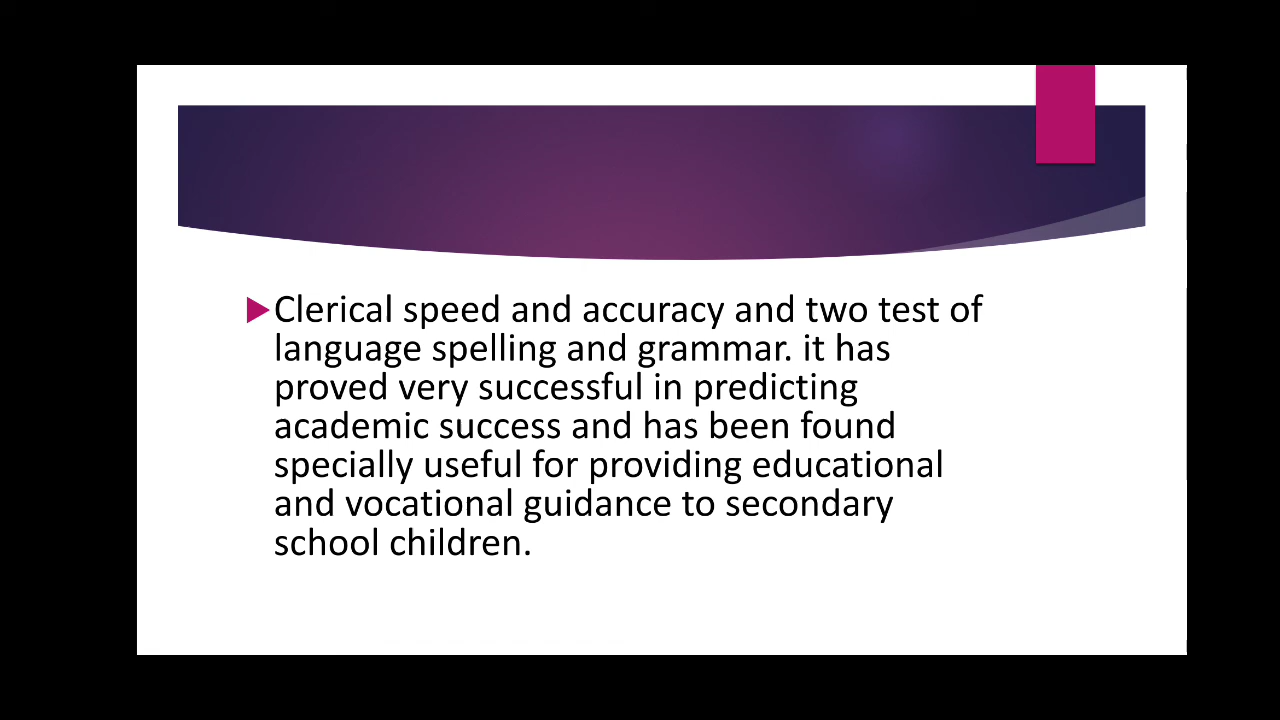 Clerical speed and accuracy and two test of
language spelling and grammar. it has
proved very successful in predicting
academic success and has been found
specially useful for providing educational
and vocational guidance to secondary
school children.